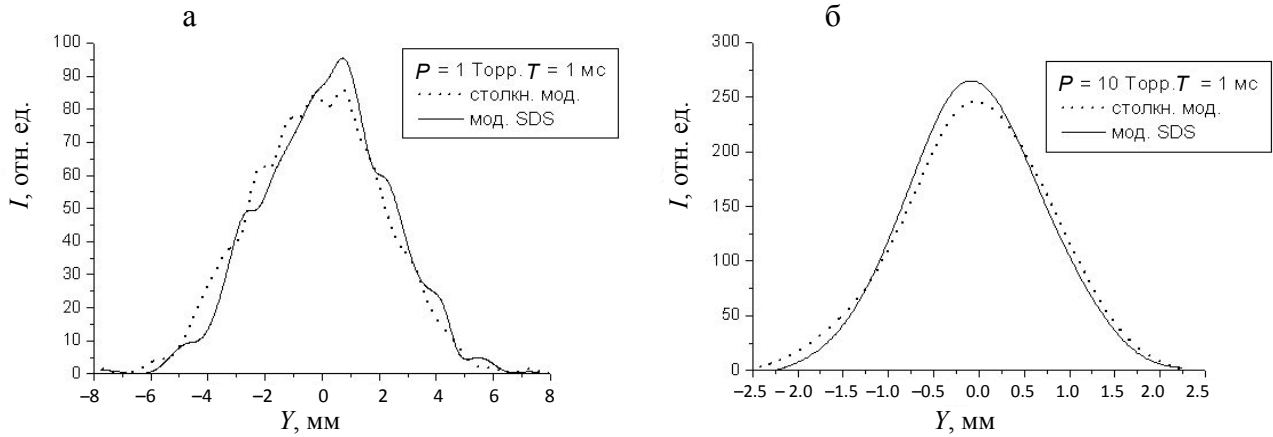 а
I, отн. ед.
100
90
80
70
60
50
40
30
20
10
0
P = 1 Торр. T = 1 мс
столкн. мод.
мод. SDS
–8 –6 –4 –2 0 2 4 6 8
Y, мм
б
I, отн. ед.
300
250
200
150
100
50
0
P = 10 Торр. T = 1 мс
столкн. мод.
мод. SDS
–2.5 –2.0 –1.5 –1.0 –0.5 0.0 0.5 1.0 1.5 2.0 2.5
Y, мм